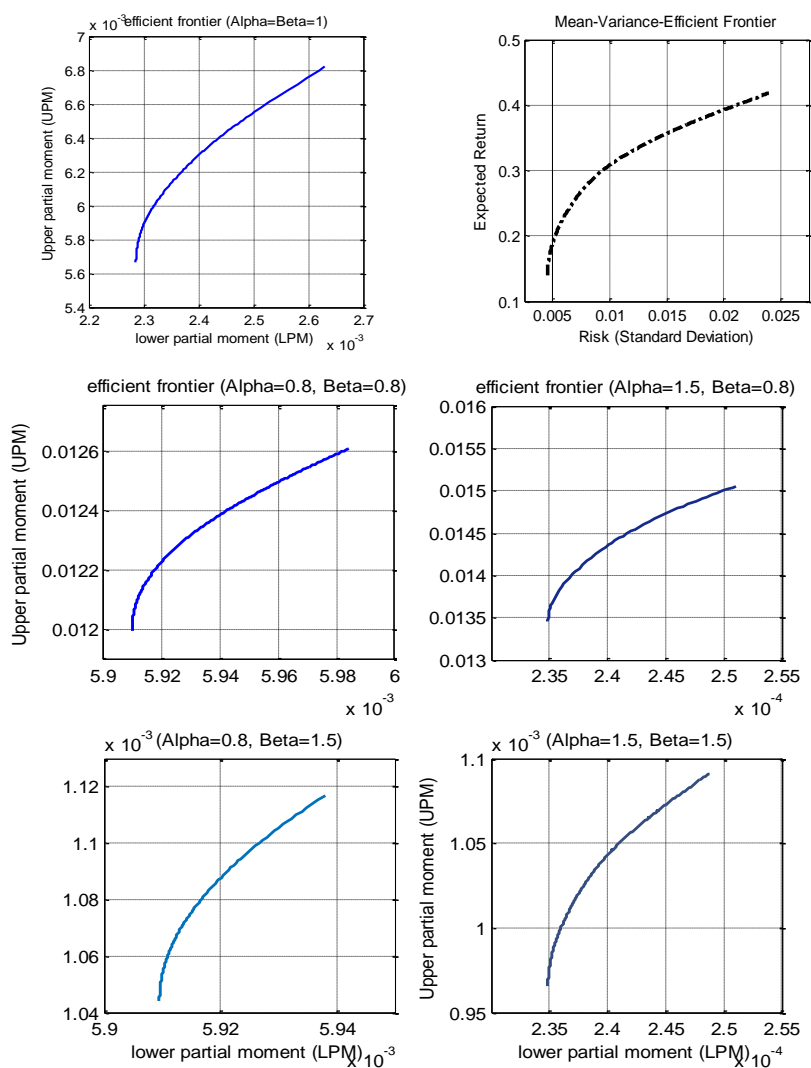 x 10^-3 efficient frontier (Alpha=Beta=1)
7
6.8
6.6
6.4
6.2
6
5.8
5.6
5.4
Upper partial moment (UPM)
2.2 2.3 2.4 2.5 2.6 2.7
lower partial moment (LPM) x 10^-3
Mean-Variance-Efficient Frontier
0.5
0.4
0.3
0.2
0.1
Expected Return
0.005 0.01 0.015 0.02 0.025
Risk (Standard Deviation)
efficient frontier (Alpha=0.8, Beta=0.8)
0.0126
0.0124
0.0122
0.012
Upper partial moment (UPM)
5.9 5.92 5.94 5.96 5.98 6
x 10^-3
efficient frontier (Alpha=1.5, Beta=0.8)
0.016
0.0155
0.015
0.0145
0.014
0.0135
0.013
2.35 2.4 2.45 2.5 2.55
x 10^-4
x 10^-3 (Alpha=0.8, Beta=1.5)
1.12
1.1
1.08
1.06
1.04
5.9 5.92 5.94
lower partial moment (LPM) x 10^-3
x 10^-3 (Alpha=1.5, Beta=1.5)
1.1
1.05
1
0.95
Upper partial moment (UPM)
2.35 2.4 2.45 2.5 2.55
lower partial moment (LPM) x 10^-4